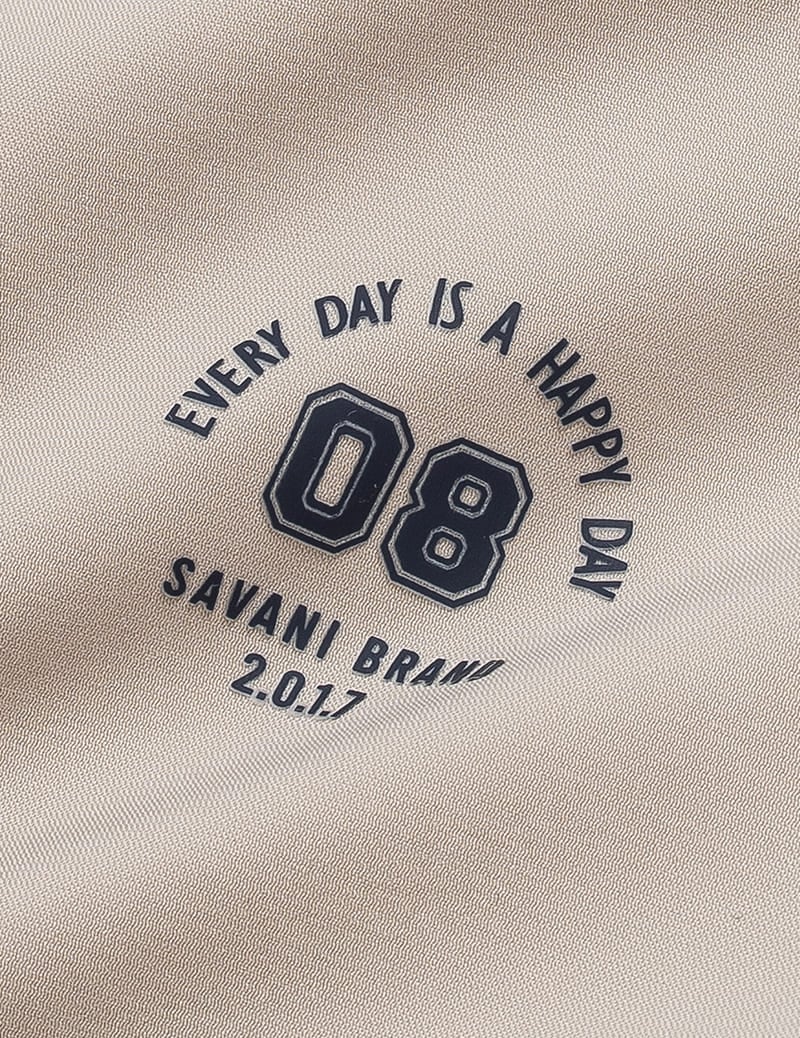 EVERY DAY IS A HAPPY DAY
08
SAVANI BRAND
2.0.1.7